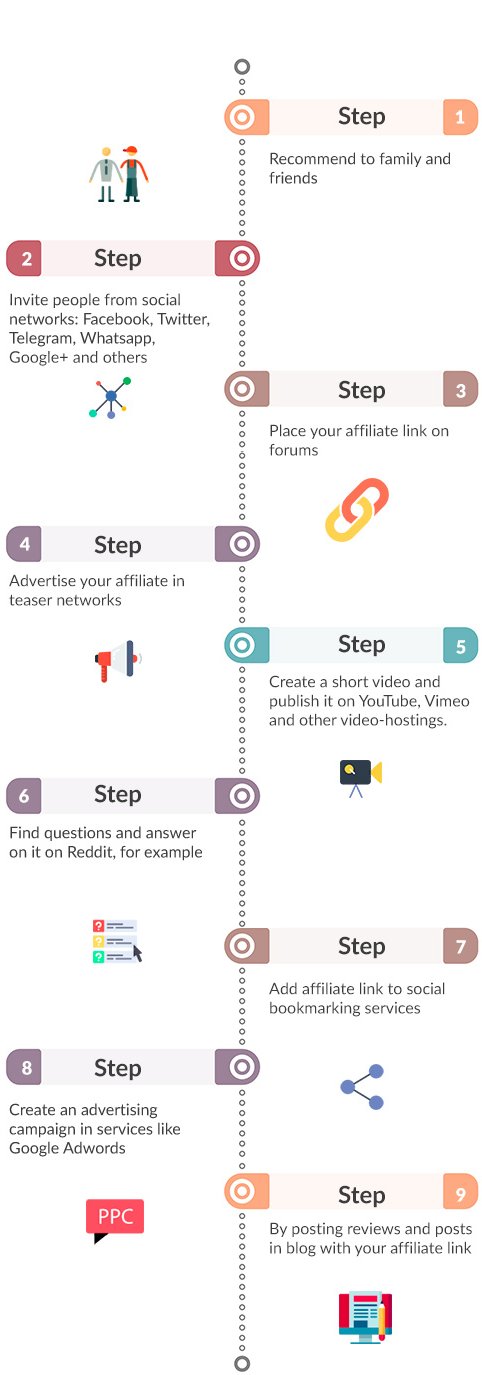 Step 1
Recommend to family and
friends
2 Step
Invite people from social
networks: Facebook, Twitter,
Telegram, Whatsapp,
Google+ and others
Step 3
Place your affiliate link on
forums
4 Step
Advertise your affiliate in
teaser networks
Step 5
Create a short video and
publish it on YouTube, Vimeo
and other video-hostings.
6 Step
Find questions and answer
on it on Reddit, for example
? 
?
?
Step 7
Add affiliate link to social
bookmarking services
8 Step
Create an advertising
campaign in services like
Google Adwords
PPC
Step 9
By posting reviews and posts
in blog with your affiliate link